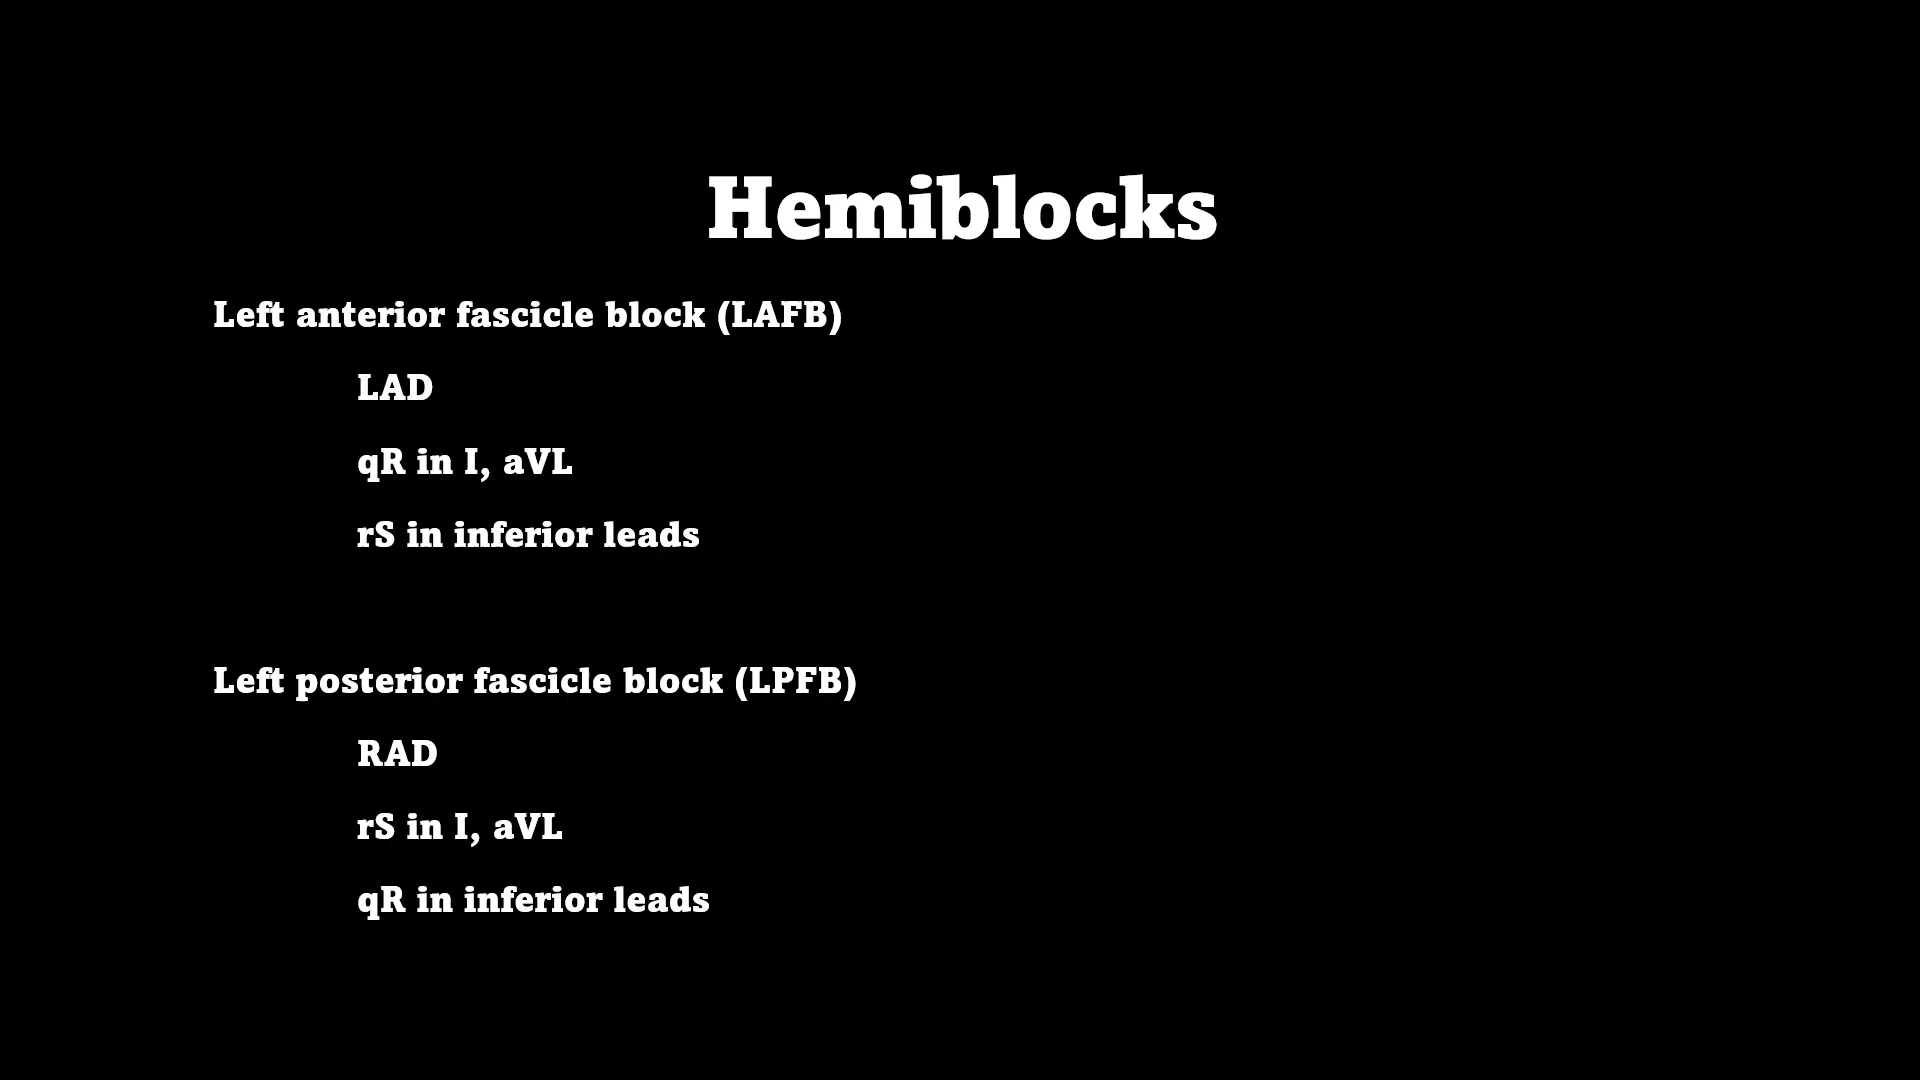 Hemiblocks
Left anterior fascicle block (LAFB)
LAD
qR in I, aVL
rS in inferior leads
Left posterior fascicle block (LPFB)
RAD
rS in I, aVL
qR in inferior leads